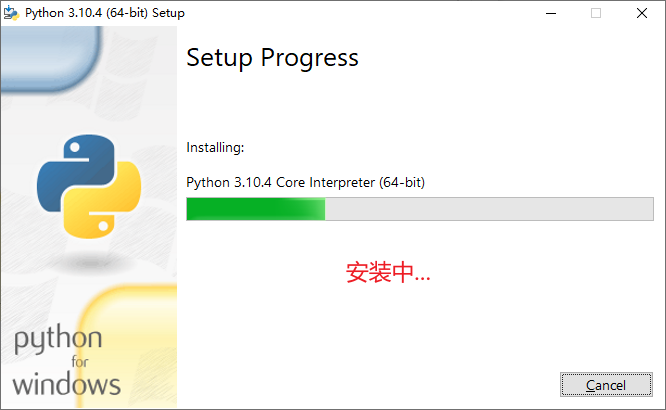 Python 3.10.4 (64-bit) Setup
Setup Progress
Installing:
Python 3.10.4 Core Interpreter (64-bit)
安装中...
python
for
windows
Cancel